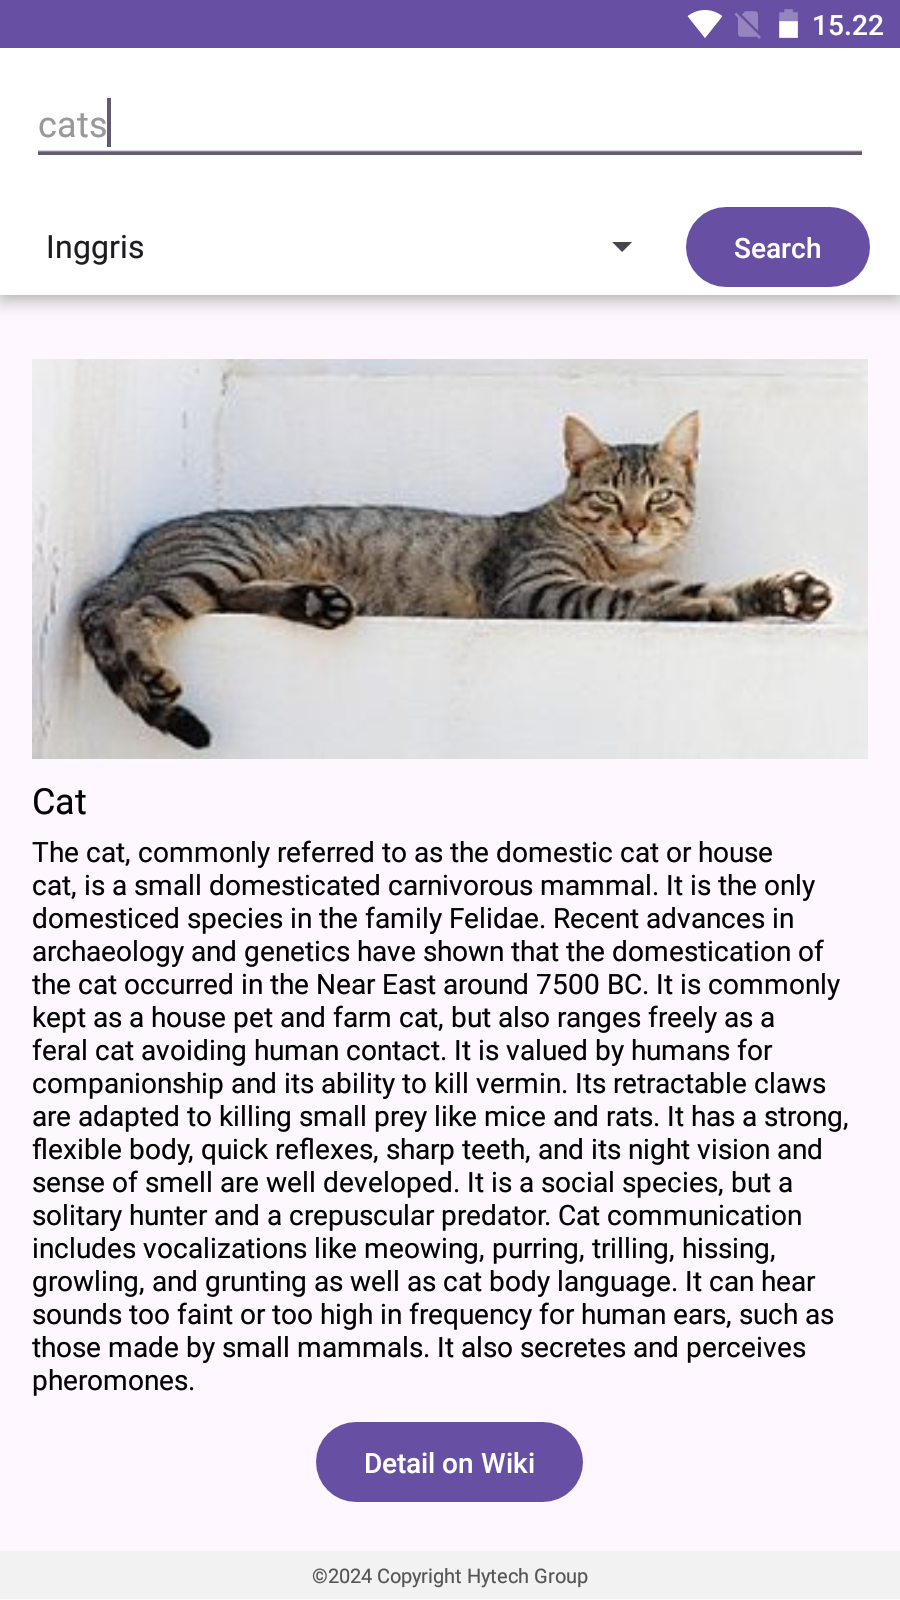 15.22
cats
Inggris
Search
Cat
The cat, commonly referred to as the domestic cat or house
cat, is a small domesticated carnivorous mammal. It is the only
domesticed species in the family Felidae. Recent advances in
archaeology and genetics have shown that the domestication of
the cat occurred in the Near East around 7500 BC. It is commonly
kept as a house pet and farm cat, but also ranges freely as a
feral cat avoiding human contact. It is valued by humans for
companionship and its ability to kill vermin. Its retractable claws
are adapted to killing small prey like mice and rats. It has a strong,
flexible body, quick reflexes, sharp teeth, and its night vision and
sense of smell are well developed. It is a social species, but a
solitary hunter and a crepuscular predator. Cat communication
includes vocalizations like meowing, purring, trilling, hissing,
growling, and grunting as well as cat body language. It can hear
sounds too faint or too high in frequency for human ears, such as
those made by small mammals. It also secretes and perceives
pheromones.
Detail on Wiki
©2024 Copyright Hytech Group